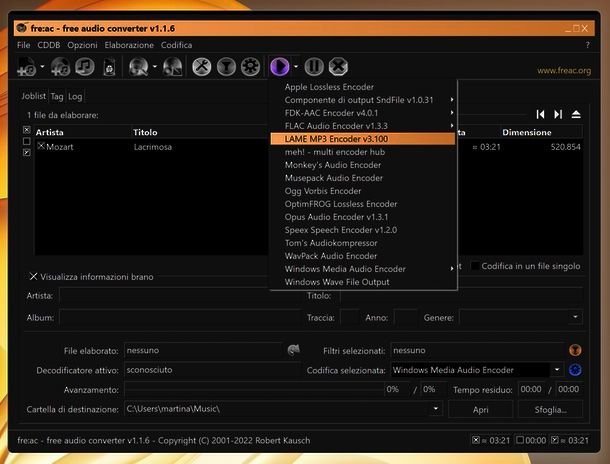 fre:ac - free audio converter v1.1.6
File CDDB Opzioni Elaborazione Codifica ?
www.freac.org
Joblist Tag Log
1 file da elaborare:
Artista Titolo Dimensione
Mozart Lacrimosa ≈ 03:21 520.854
Apple Lossless Encoder
Componente di output SndFile v1.0.31
FDK-AAC Encoder v4.0.1
FLAC Audio Encoder v1.3.3
LAME MP3 Encoder v3.100
meh! - multi encoder hub
Monkey's Audio Encoder
Musepack Audio Encoder
Ogg Vorbis Encoder
OptimFROG Lossless Encoder
Opus Audio Encoder v1.3.1
Speex Speech Encoder v1.2.0
Tom's Audiokompressor
WavPack Audio Encoder
Windows Media Audio Encoder
Windows Wave File Output
Codifica in un file singolo
Visualizza informazioni brano
Artista: Titolo:
Album: Traccia: Anno: Genere:
File elaborato: nessuno Filtri selezionati: nessuno
Decodificatore attivo: sconosciuto Codifica selezionata: Windows Media Audio Encoder
Avanzamento: 0% / 0% Tempo residuo: 00:00 / 00:00
Cartella di destinazione: C:\Users\martina\Music\ Apri Sfoglia...
fre:ac - free audio converter v1.1.6 - Copyright (C) 2001-2022 Robert Kausch ≈ 03:21 00:00 ≈ 03:21